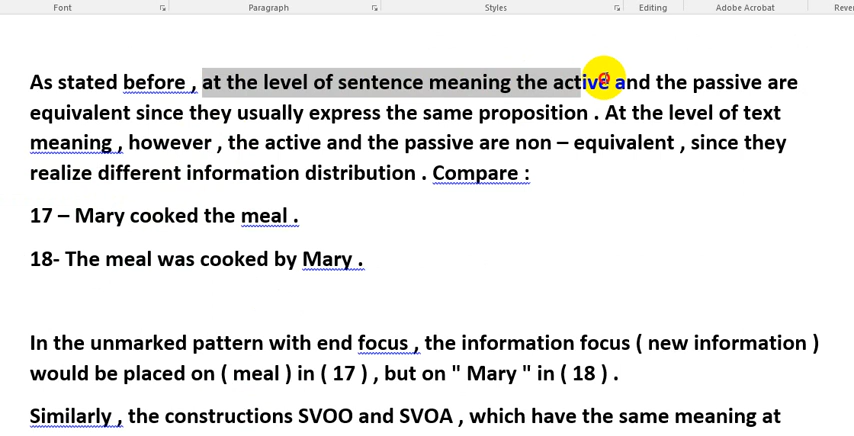 Font Paragraph Styles Editing Adobe Acrobat
As stated before , at the level of sentence meaning the active and the passive are
equivalent since they usually express the same proposition . At the level of text
meaning , however , the active and the passive are non – equivalent , since they
realize different information distribution . Compare :
17 – Mary cooked the meal .
18- The meal was cooked by Mary .
In the unmarked pattern with end focus , the information focus ( new information )
would be placed on ( meal ) in ( 17 ) , but on " Mary " in ( 18 ) .
Similarly , the constructions SVOO and SVOA , which have the same meaning at